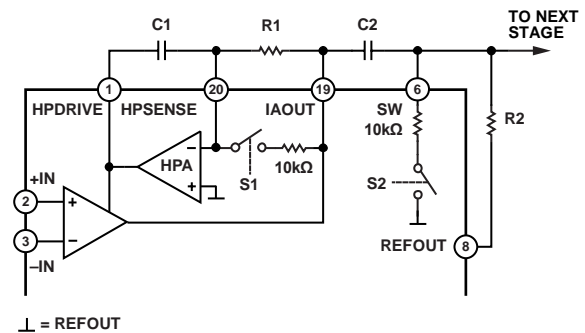 TO NEXT
STAGE
C1
R1
C2
1
20
19
6
HPDRIVE
HPSENSE
IAOUT
SW
10kΩ
R2
HPA
–
+
10kΩ
S1
S2
+IN
2
+
3
–
–IN
REFOUT
8
⊥ = REFOUT